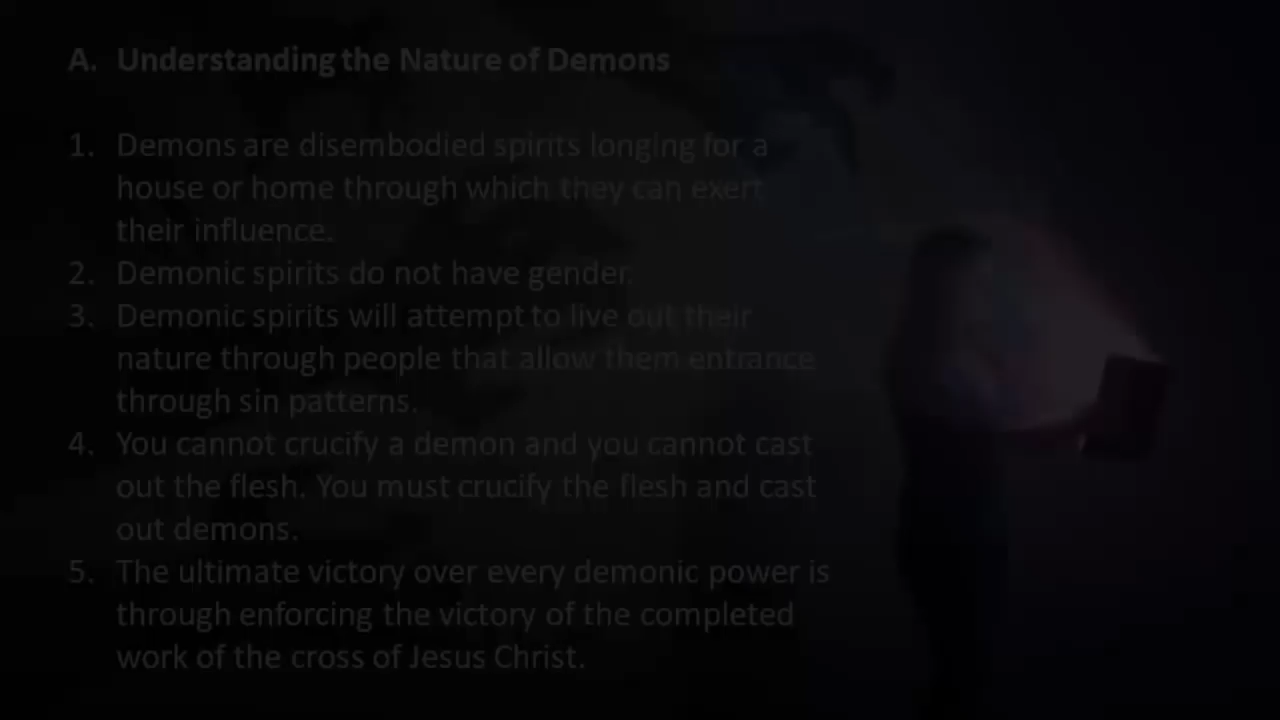 A. Understanding the Nature of Demons
1. Demons are disembodied spirits longing for a
house or home through which they can exert
their influence.
2. Demonic spirits do not have gender.
3. Demonic spirits will attempt to live out their
nature through people that allow them entrance
through sin patterns.
4. You cannot crucify a demon and you cannot cast
out the flesh. You must crucify the flesh and cast
out demons.
5. The ultimate victory over every demonic power is
through enforcing the victory of the completed
work of the cross of Jesus Christ.